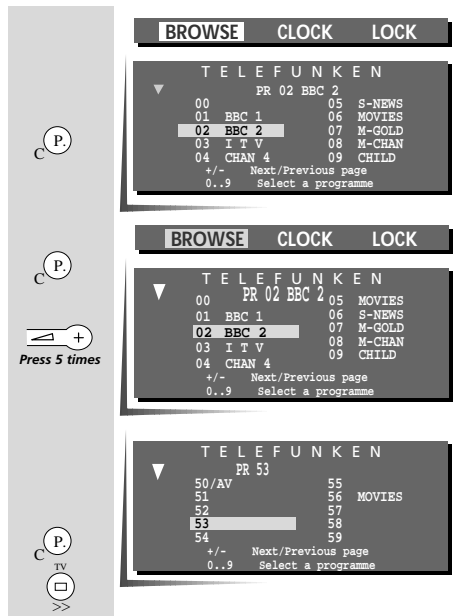 BROWSE CLOCK LOCK
T E L E F U N K E N
PR 02 BBC 2
00 05 S-NEWS
01 BBC 1 06 MOVIES
02 BBC 2 07 M-GOLD
03 I T V 08 M-CHAN
04 CHAN 4 09 CHILD
+/- Next/Previous page
0..9 Select a programme
C P.
BROWSE CLOCK LOCK
C P.
T E L E F U N K E N
PR 02 BBC 2
00 05 MOVIES
01 BBC 1 06 S-NEWS
02 BBC 2 07 M-GOLD
03 I T V 08 M-CHAN
04 CHAN 4 09 CHILD
+/- Next/Previous page
0..9 Select a programme
+
Press 5 times
T E L E F U N K E N
PR 53
50/AV 55
51 56 MOVIES
52 57
53 58
54 59
+/- Next/Previous page
0..9 Select a programme
C P.
TV
>>